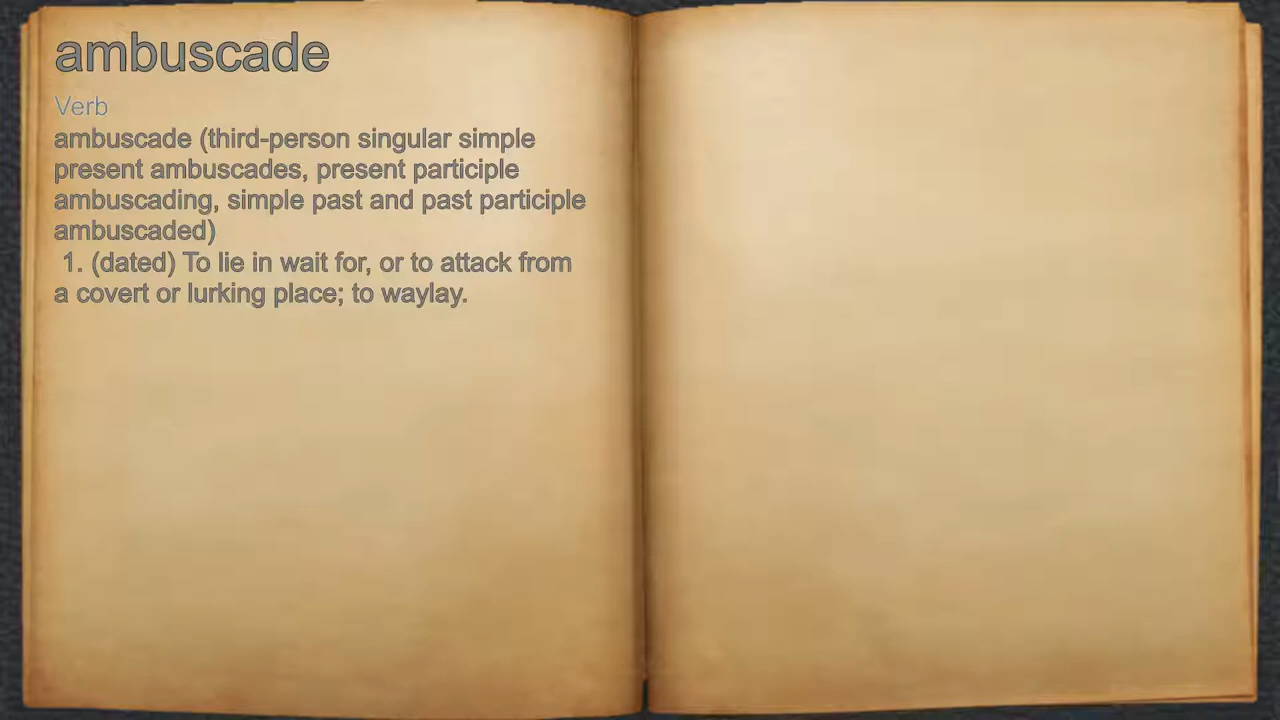 ambuscade
Verb
ambuscade (third-person singular simple
present ambuscades, present participle
ambuscading, simple past and past participle
ambuscaded)
1. (dated) To lie in wait for, or to attack from
a covert or lurking place; to waylay.